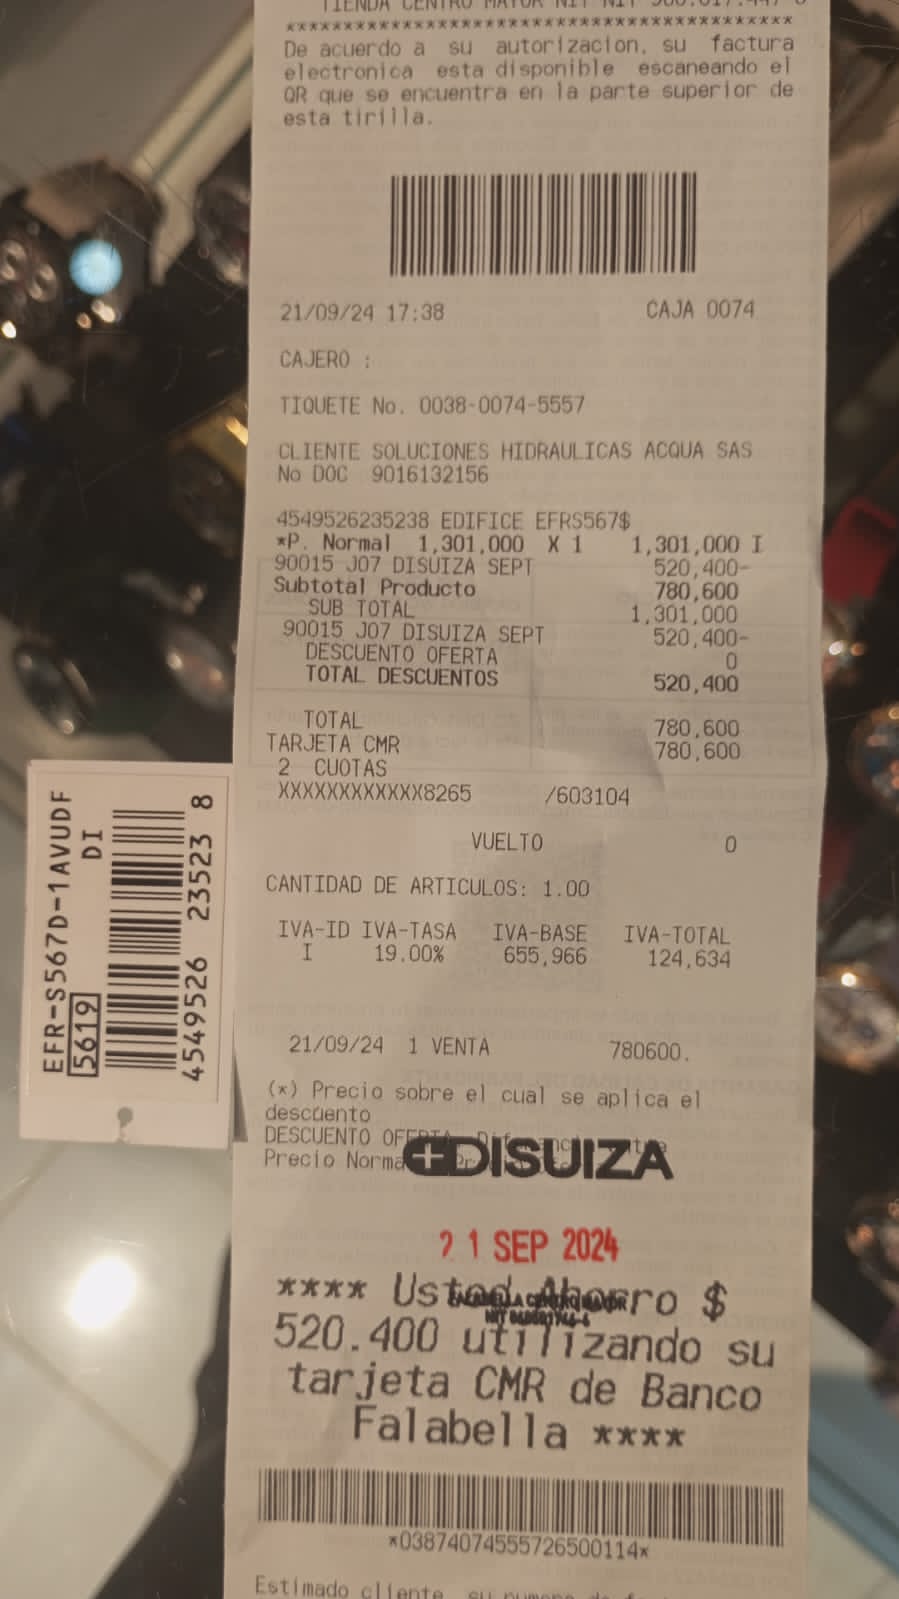 TIENDA CENTRO MAYOR NIT NIT
******************************************
De acuerdo a su autorizacion, su factura
electronica esta disponible escaneando el
QR que se encuentra en la parte superior de
esta tirilla.
21/09/24 17:38 CAJA 0074
CAJERO :
TIQUETE No. 0038-0074-5557
CLIENTE SOLUCIONES HIDRAULICAS ACQUA SAS
No DOC 9016132156
4549526235238 EDIFICE EFRS567$
*P. Normal 1,301,000 X 1 1,301,000 I
90015 J07 DISUIZA SEPT 520,400-
Subtotal Producto 780,600
SUB TOTAL 1,301,000
90015 J07 DISUIZA SEPT 520,400-
DESCUENTO OFERTA 0
TOTAL DESCUENTOS 520,400
TOTAL 780,600
TARJETA CMR 780,600
2 CUOTAS
XXXXXXXXXXXX8265 /603104
VUELTO 0
CANTIDAD DE ARTICULOS: 1.00
IVA-ID IVA-TASA IVA-BASE IVA-TOTAL
I 19.00% 655,966 124,634
21/09/24 1 VENTA 780600.
(*) Precio sobre el cual se aplica el
descuento
DESCUENTO
Precio
DISUIZA
21 SEP 2024
**** Usted Ahorro $
520.400 utilizando su
tarjeta CMR de Banco
Falabella ****
*03874074555726500114*
Estimado cliente, su numero de
EFR-S567D-1AVUDF
DI
5619
4549526 23523 8